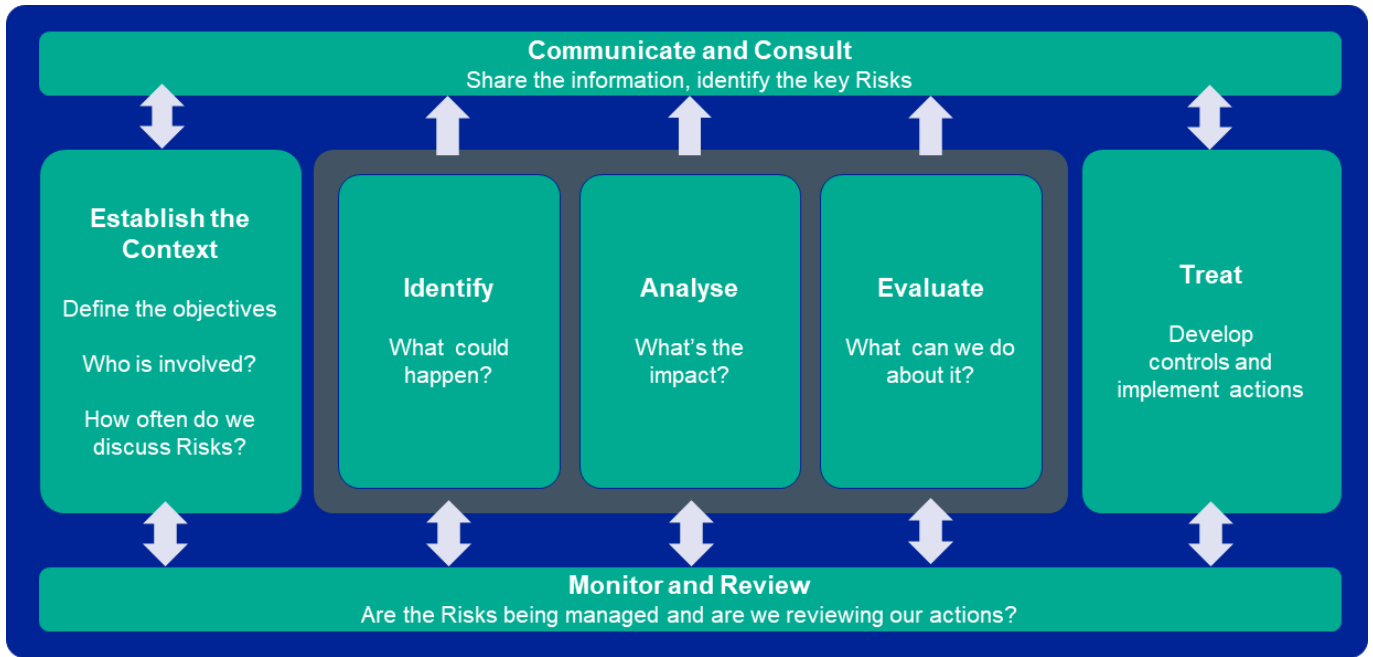 Communicate and Consult
Share the information, identify the key Risks
Establish the
Context
Define the objectives
Who is involved?
How often do we
discuss Risks?
Identify
What could
happen?
Analyse
What's the
impact?
Evaluate
What can we do
about it?
Treat
Develop
controls and
implement actions
Monitor and Review
Are the Risks being managed and are we reviewing our actions?